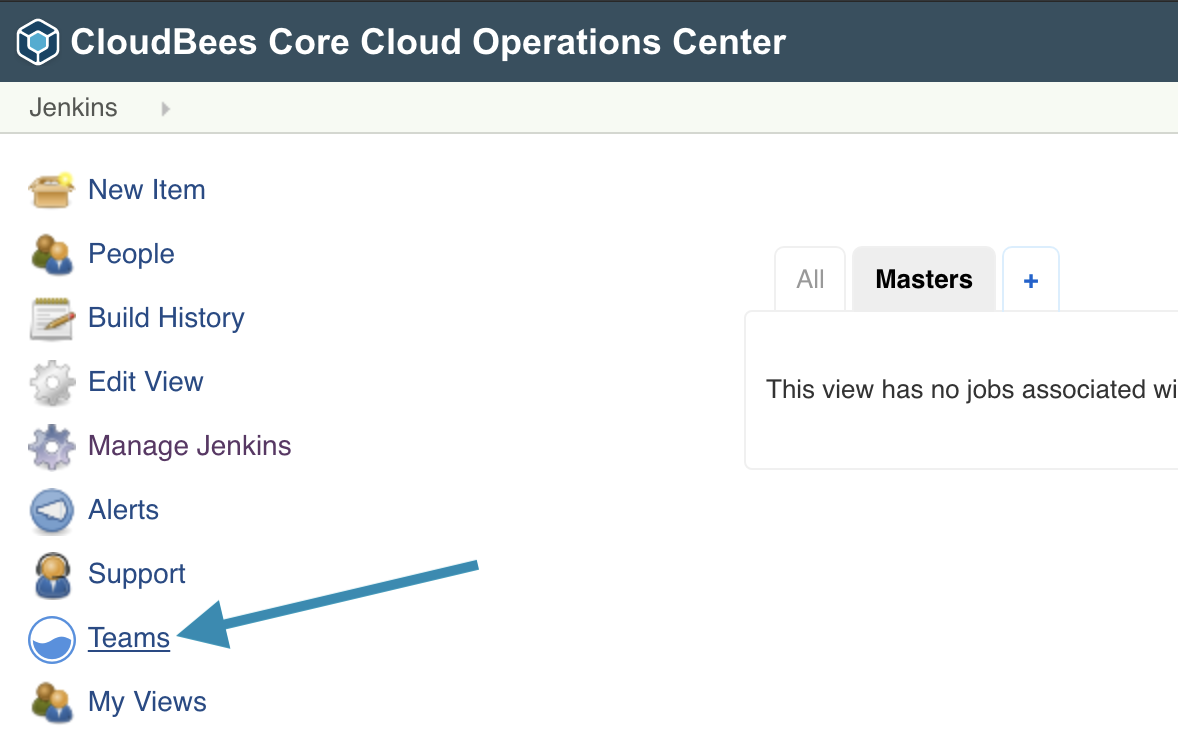 CloudBees Core Cloud Operations Center
Jenkins
New Item
People
Build History
Edit View
Manage Jenkins
Alerts
Support
Teams
My Views
All
Masters
+
This view has no jobs associated wi